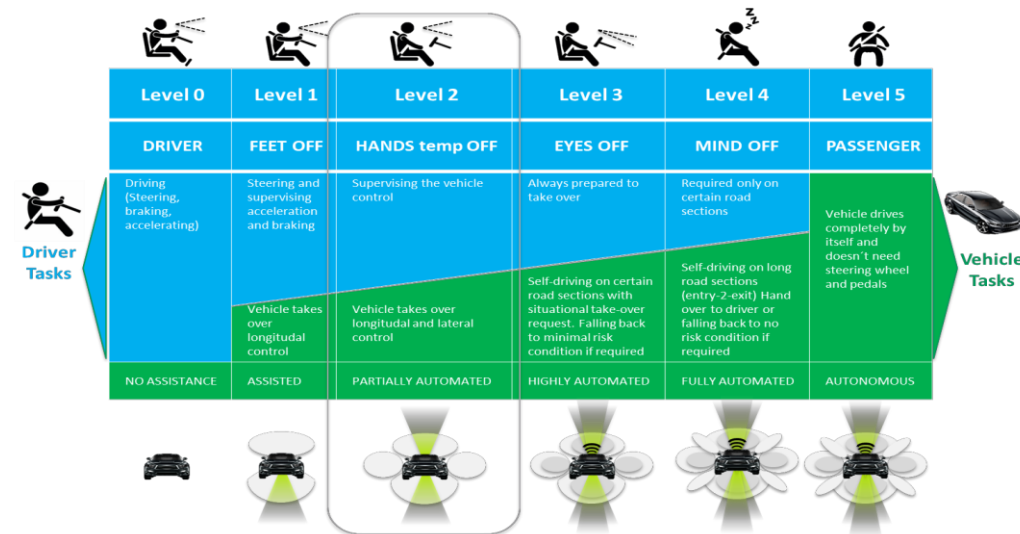 z z z
Level 0
Level 1
Level 2
Level 3
Level 4
Level 5
DRIVER
FEET OFF
HANDS temp OFF
EYES OFF
MIND OFF
PASSENGER
Driver
Tasks
Driving
(Steering,
braking,
accelerating)
Steering and
supervising
acceleration
and braking
Supervising the vehicle
control
Always prepared to
take over
Required only on
certain road
sections
Vehicle takes
over
longitudal
control
Vehicle takes over
longitudinal and lateral
control
Self-driving on certain
road sections with
situational take-over
request. Falling back
to minimal risk
condition if required
Self-driving on long
road sections
(entry-2-exit) Hand
over to driver or
falling back to no
risk condition if
required
Vehicle drives
completely by
itself and
doesn´t need
steering wheel
and pedals
Vehicle
Tasks
NO ASSISTANCE
ASSISTED
PARTIALLY AUTOMATED
HIGHLY AUTOMATED
FULLY AUTOMATED
AUTONOMOUS